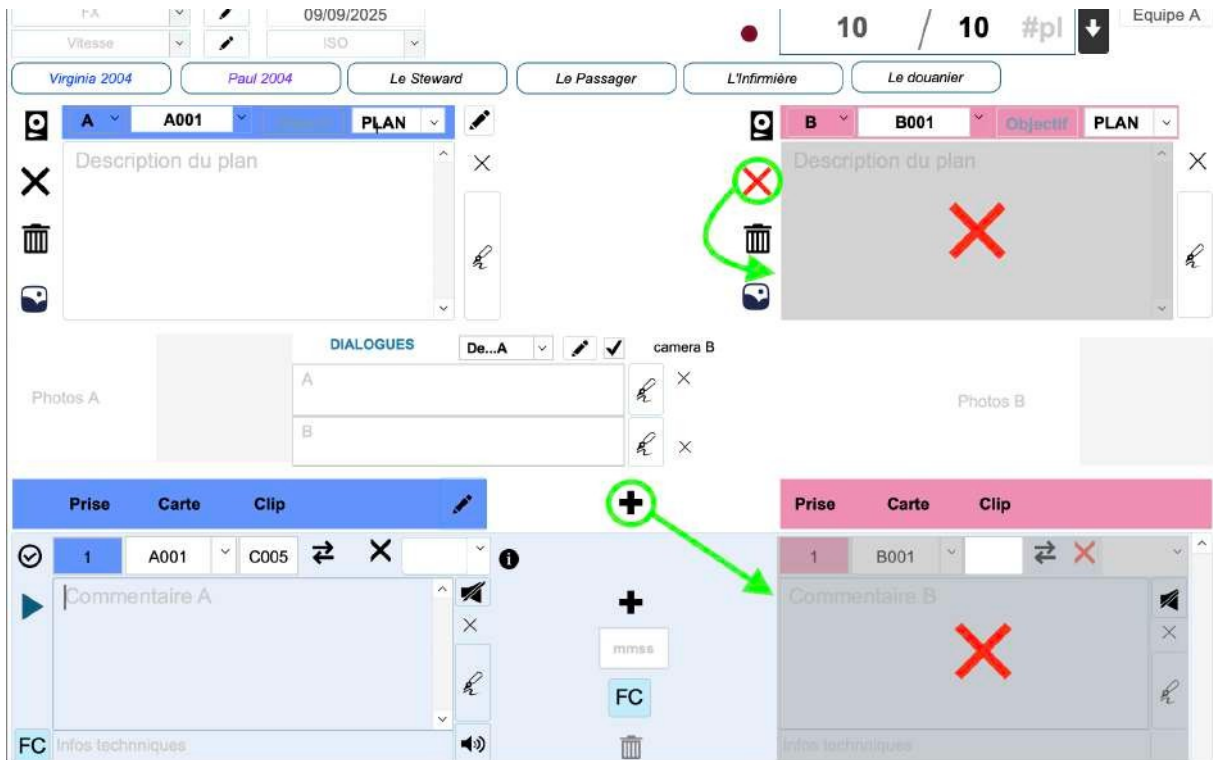 FX 09/09/2025
10 / 10 #pl Equipe A
Vitesse ISO
Virginia 2004 Paul 2004 Le Steward Le Passager L'Infirmière Le douanier
A A001 PLAN
B B001 Objectif PLAN
Description du plan
Description du plan
DIALOGUES De...A camera B
A
Photos A
Photos B
B
Prise Carte Clip
Prise Carte Clip
1 A001 C005
1 B001
Commentaire A
Commentaire B
mmss
FC
FC Infos technniques
Infos technniques